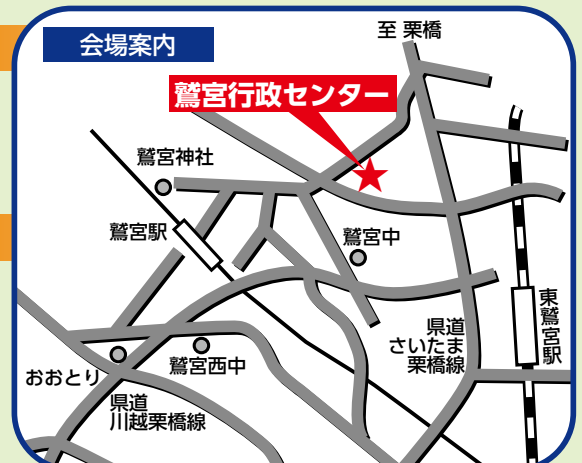 会場案内
至 栗橋
鷲宮行政センター
鷲宮神社
鷲宮駅
鷲宮中
東鷲宮駅
県道
さいたま
栗橋線
鷲宮西中
おおとり
県道
川越栗橋線